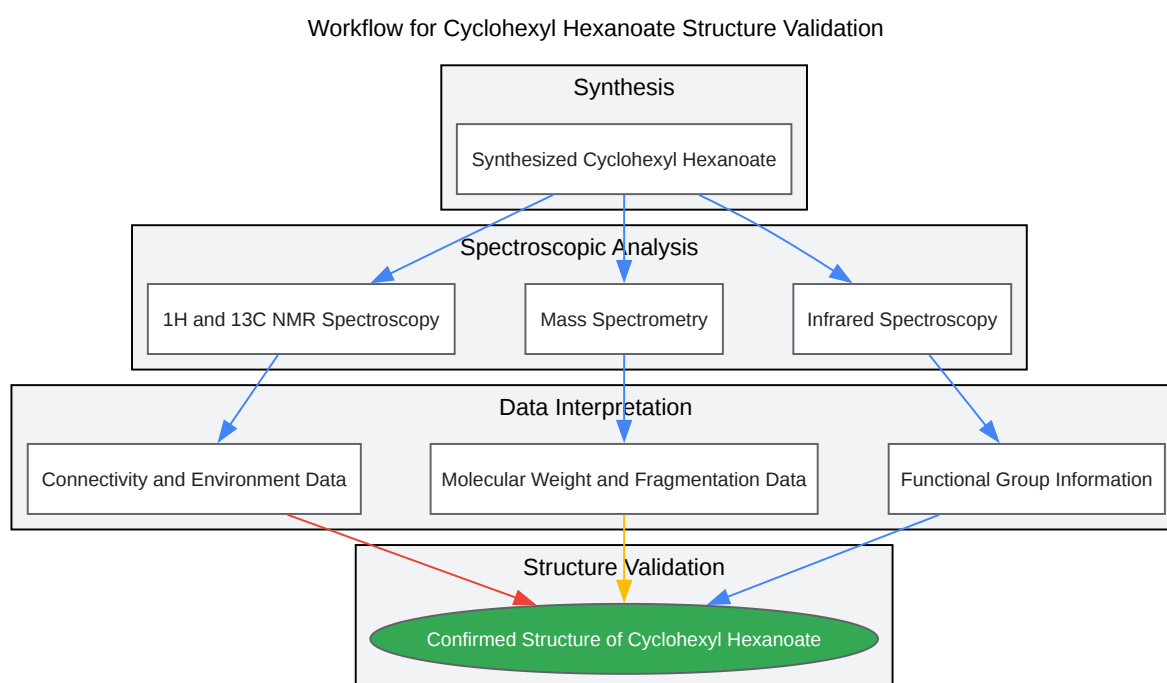 Workflow for Cyclohexyl Hexanoate Structure Validation
Synthesis
Synthesized Cyclohexyl Hexanoate
Spectroscopic Analysis
1H and 13C NMR Spectroscopy
Mass Spectrometry
Infrared Spectroscopy
Data Interpretation
Connectivity and Environment Data
Molecular Weight and Fragmentation Data
Functional Group Information
Structure Validation
Confirmed Structure of Cyclohexyl Hexanoate